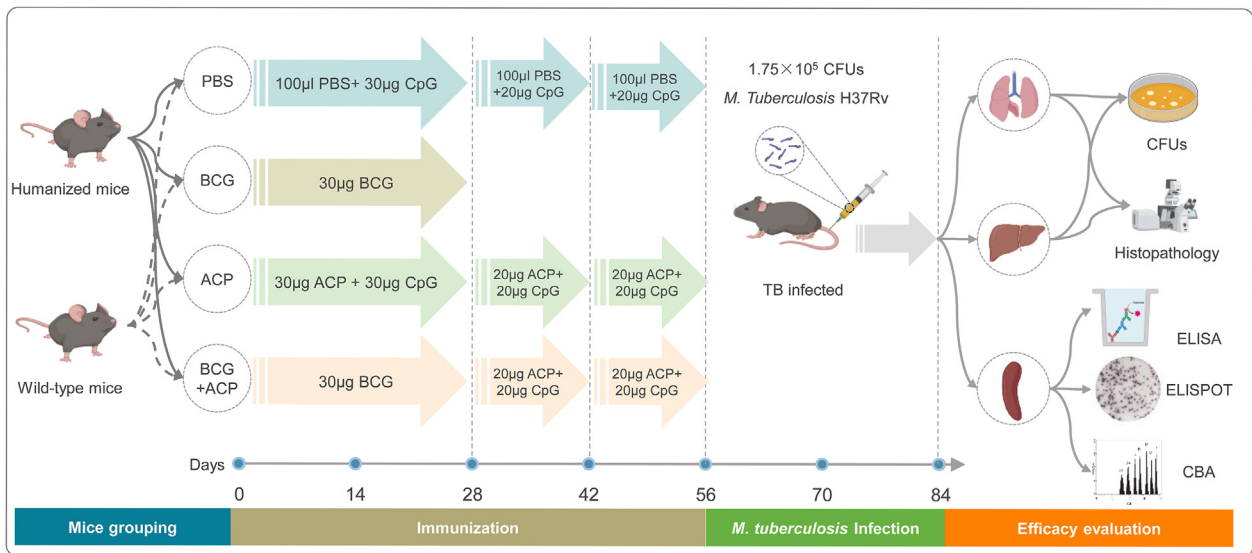 PBS
100µl PBS+ 30µg CpG
100µl PBS
+20µg CpG
100µl PBS
+20µg CpG
1.75×10⁵ CFUs
M. Tuberculosis H37Rv
CFUs
Humanized mice
BCG
30µg BCG
Histopathology
ACP
30µg ACP + 30µg CpG
20µg ACP+
20µg CpG
20µg ACP+
20µg CpG
TB infected
ELISA
Wild-type mice
BCG
+ACP
30µg BCG
20µg ACP+
20µg CpG
20µg ACP+
20µg CpG
ELISPOT
CBA
CBA
Days
0
14
28
42
56
70
84
Mice grouping
Immunization
M. tuberculosis Infection
Efficacy evaluation